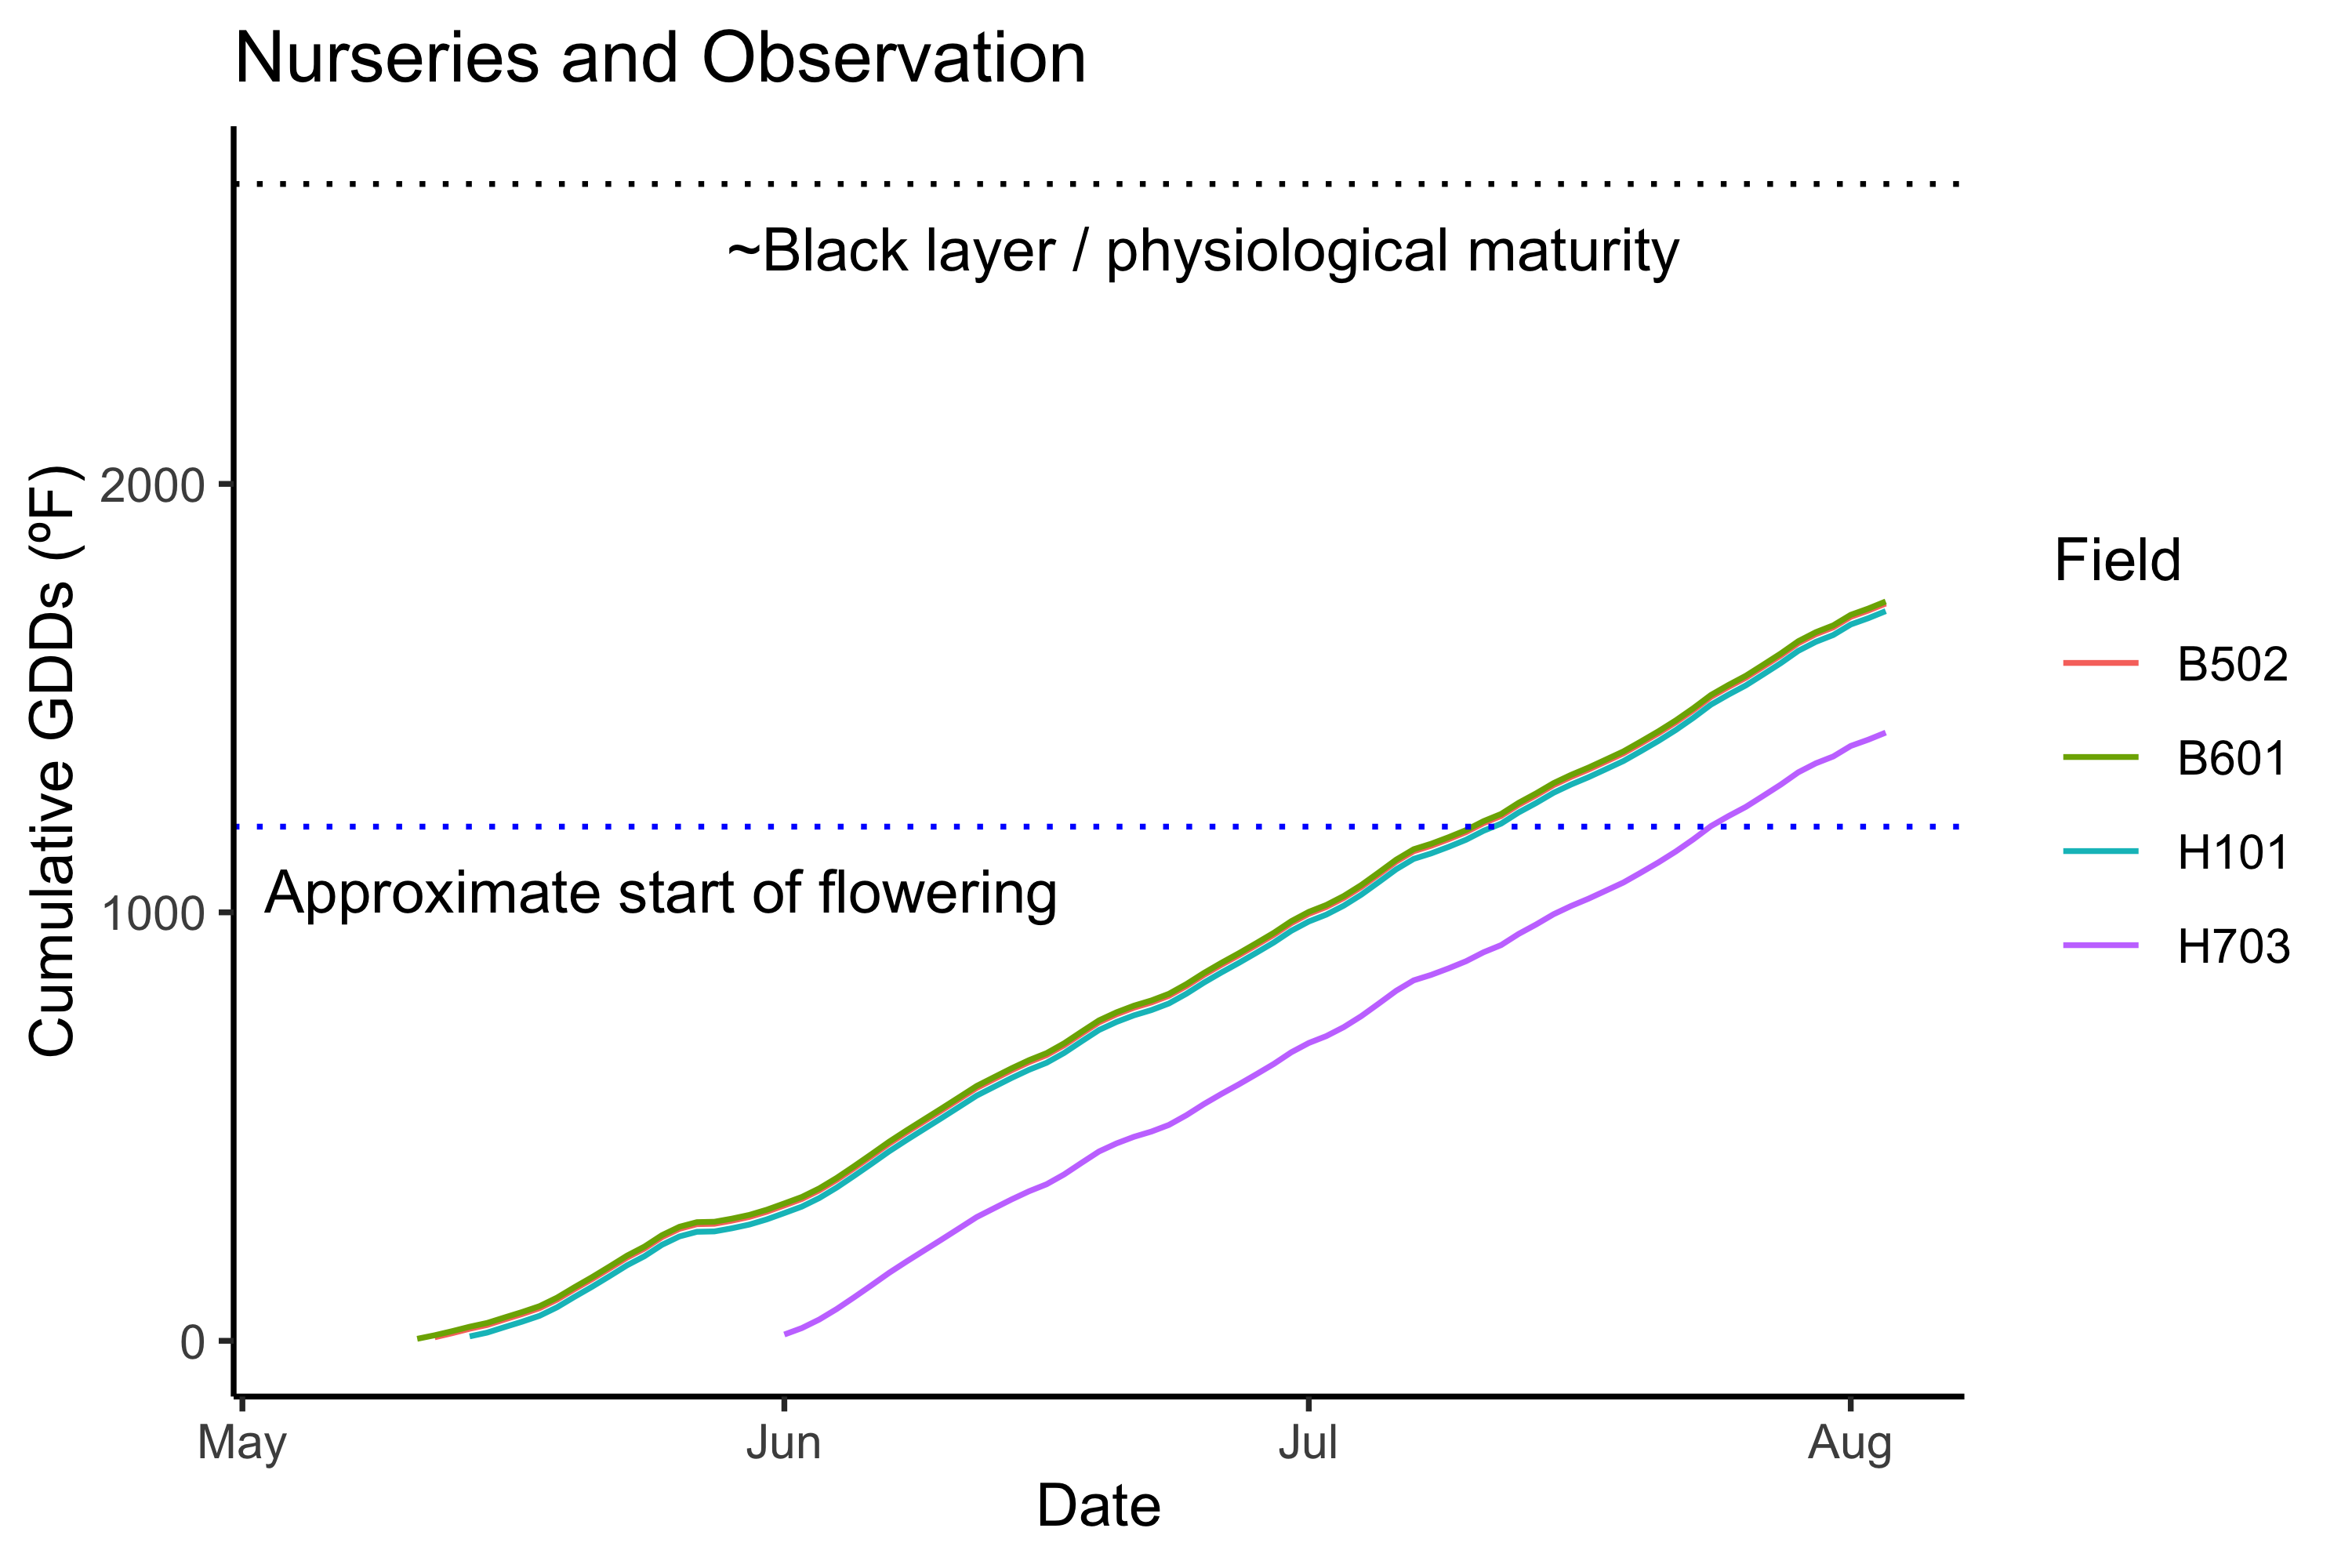 Nurseries and Observation
~Black layer / physiological maturity
Cumulative GDDs (ºF)
2000
1000
0
Approximate start of flowering
Field
B502
B601
H101
H703
May
Jun
Jul
Aug
Date